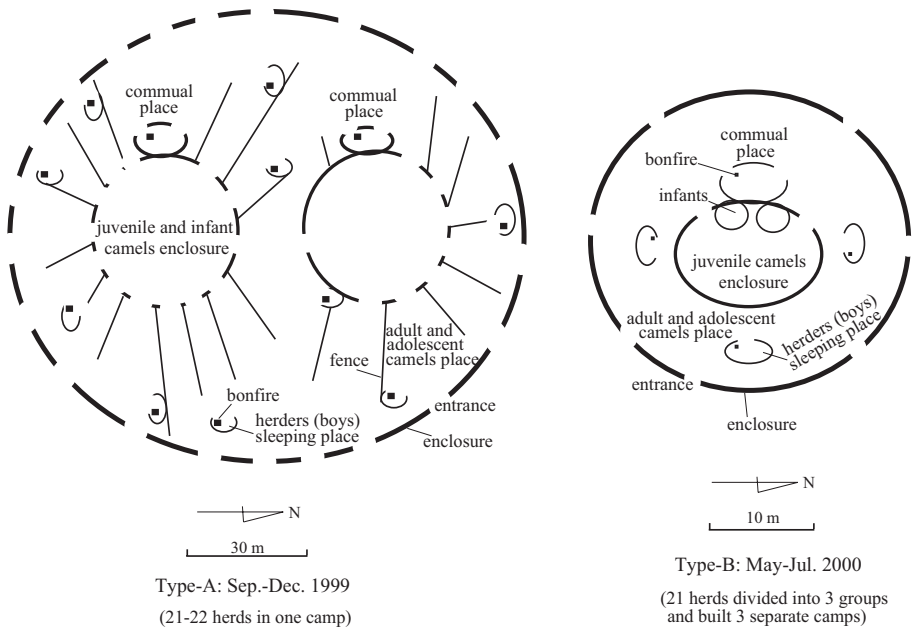 commual
place
commual
place
juvenile and infant
camels enclosure
adult and
adolescent
camels place
fence
bonfire
herders (boys)
sleeping place
entrance
enclosure
N
30 m
Type-A: Sep.-Dec. 1999
(21-22 herds in one camp)
commual
place
bonfire
infants
juvenile camels
enclosure
adult and adolescent
camels place
herders (boys)
sleeping place
entrance
enclosure
N
10 m
Type-B: May-Jul. 2000
(21 herds divided into 3 groups
and built 3 separate camps)